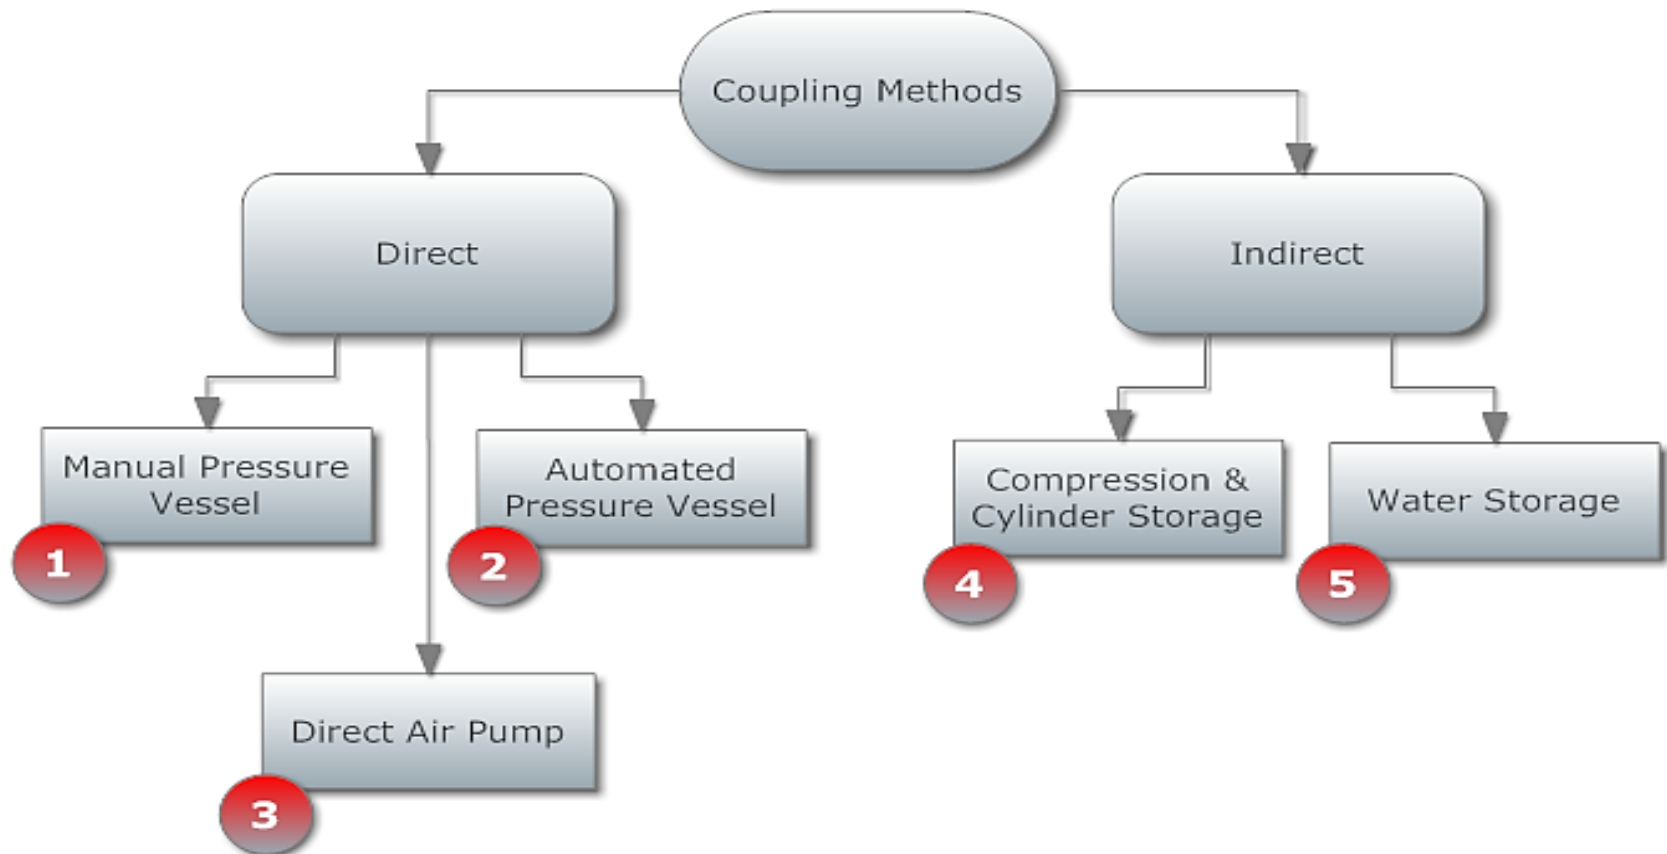 Coupling Methods
Direct
Indirect
Manual Pressure
Vessel
1
Automated
Pressure Vessel
2
Compression &
Cylinder Storage
4
Water Storage
5
Direct Air Pump
3